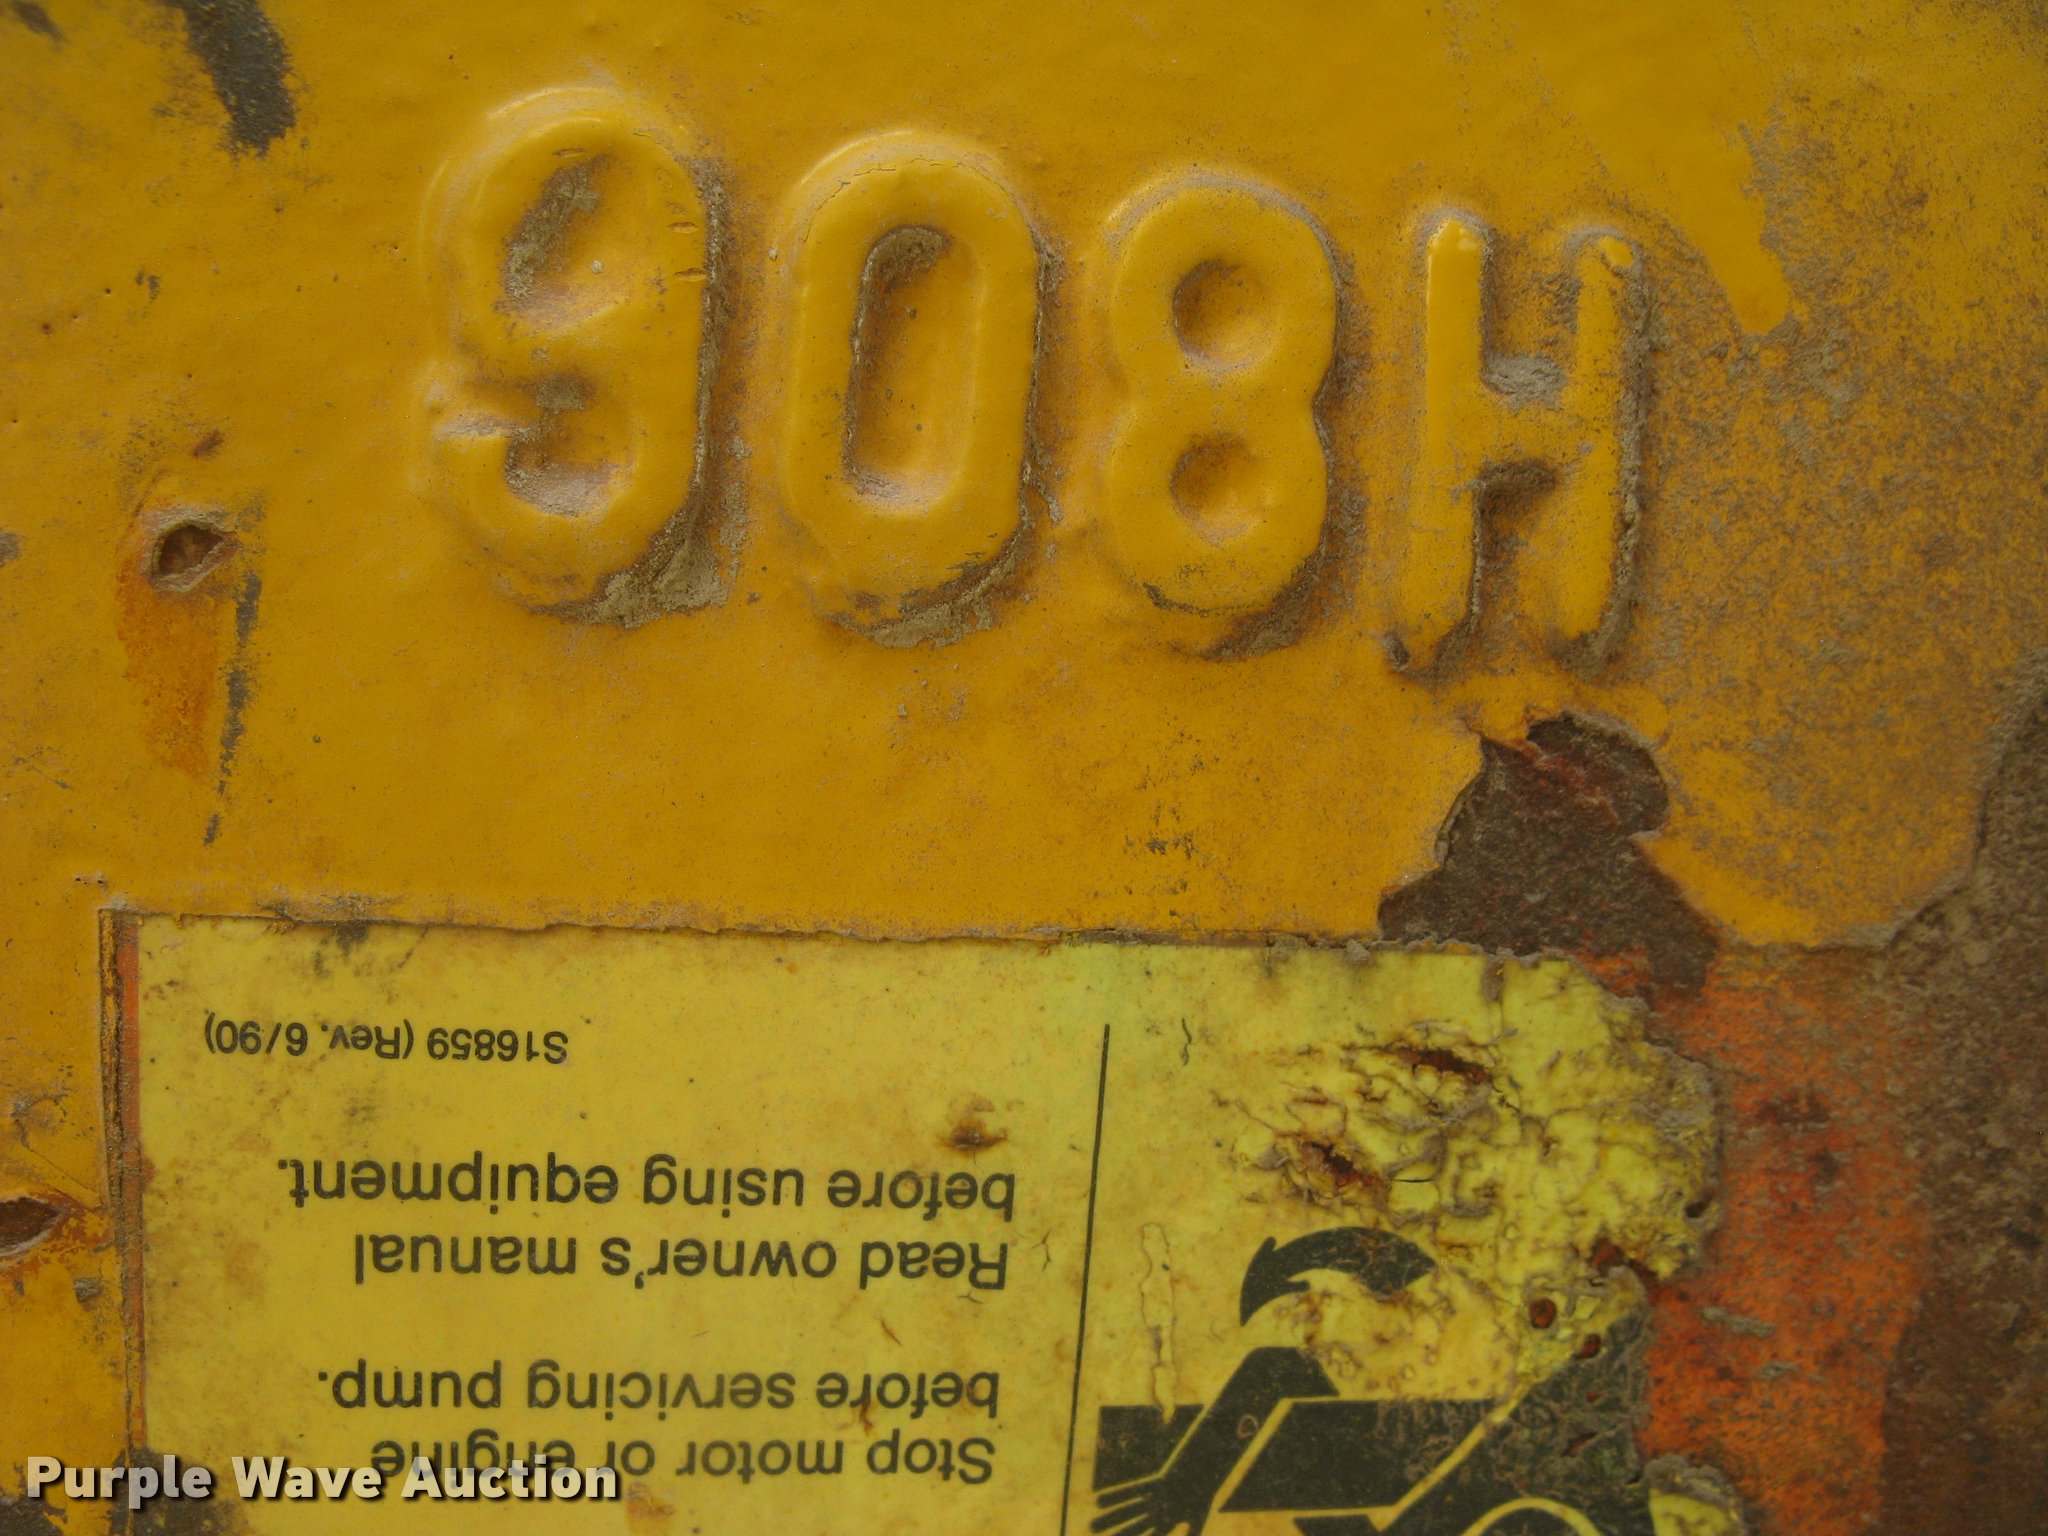 908H
Stop motor or engine
before servicing pump.
Read owner's manual
before using equipment.
S16859 (Rev. 6/90)
Purple Wave Auction